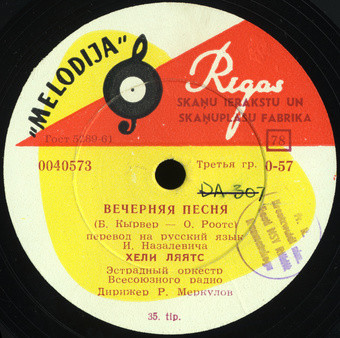 "MELODIJA"
Rigas
SKAŅU IERAKSTU UN
SKAŅUPLAŠU FABRIKA
Гост 5289-61
78
0040573
Третья гр. 0-57
DA 307
ВЕЧЕРНЯЯ ПЕСНЯ
(Б. Кырвер — О. Роотс)
перевод на русский язык
И. Назалевича
ХЕЛИ ЛЯЯТС
Эстрадный оркестр
Всесоюзного радио
Дирижер Р. Меркулов
35. tip.